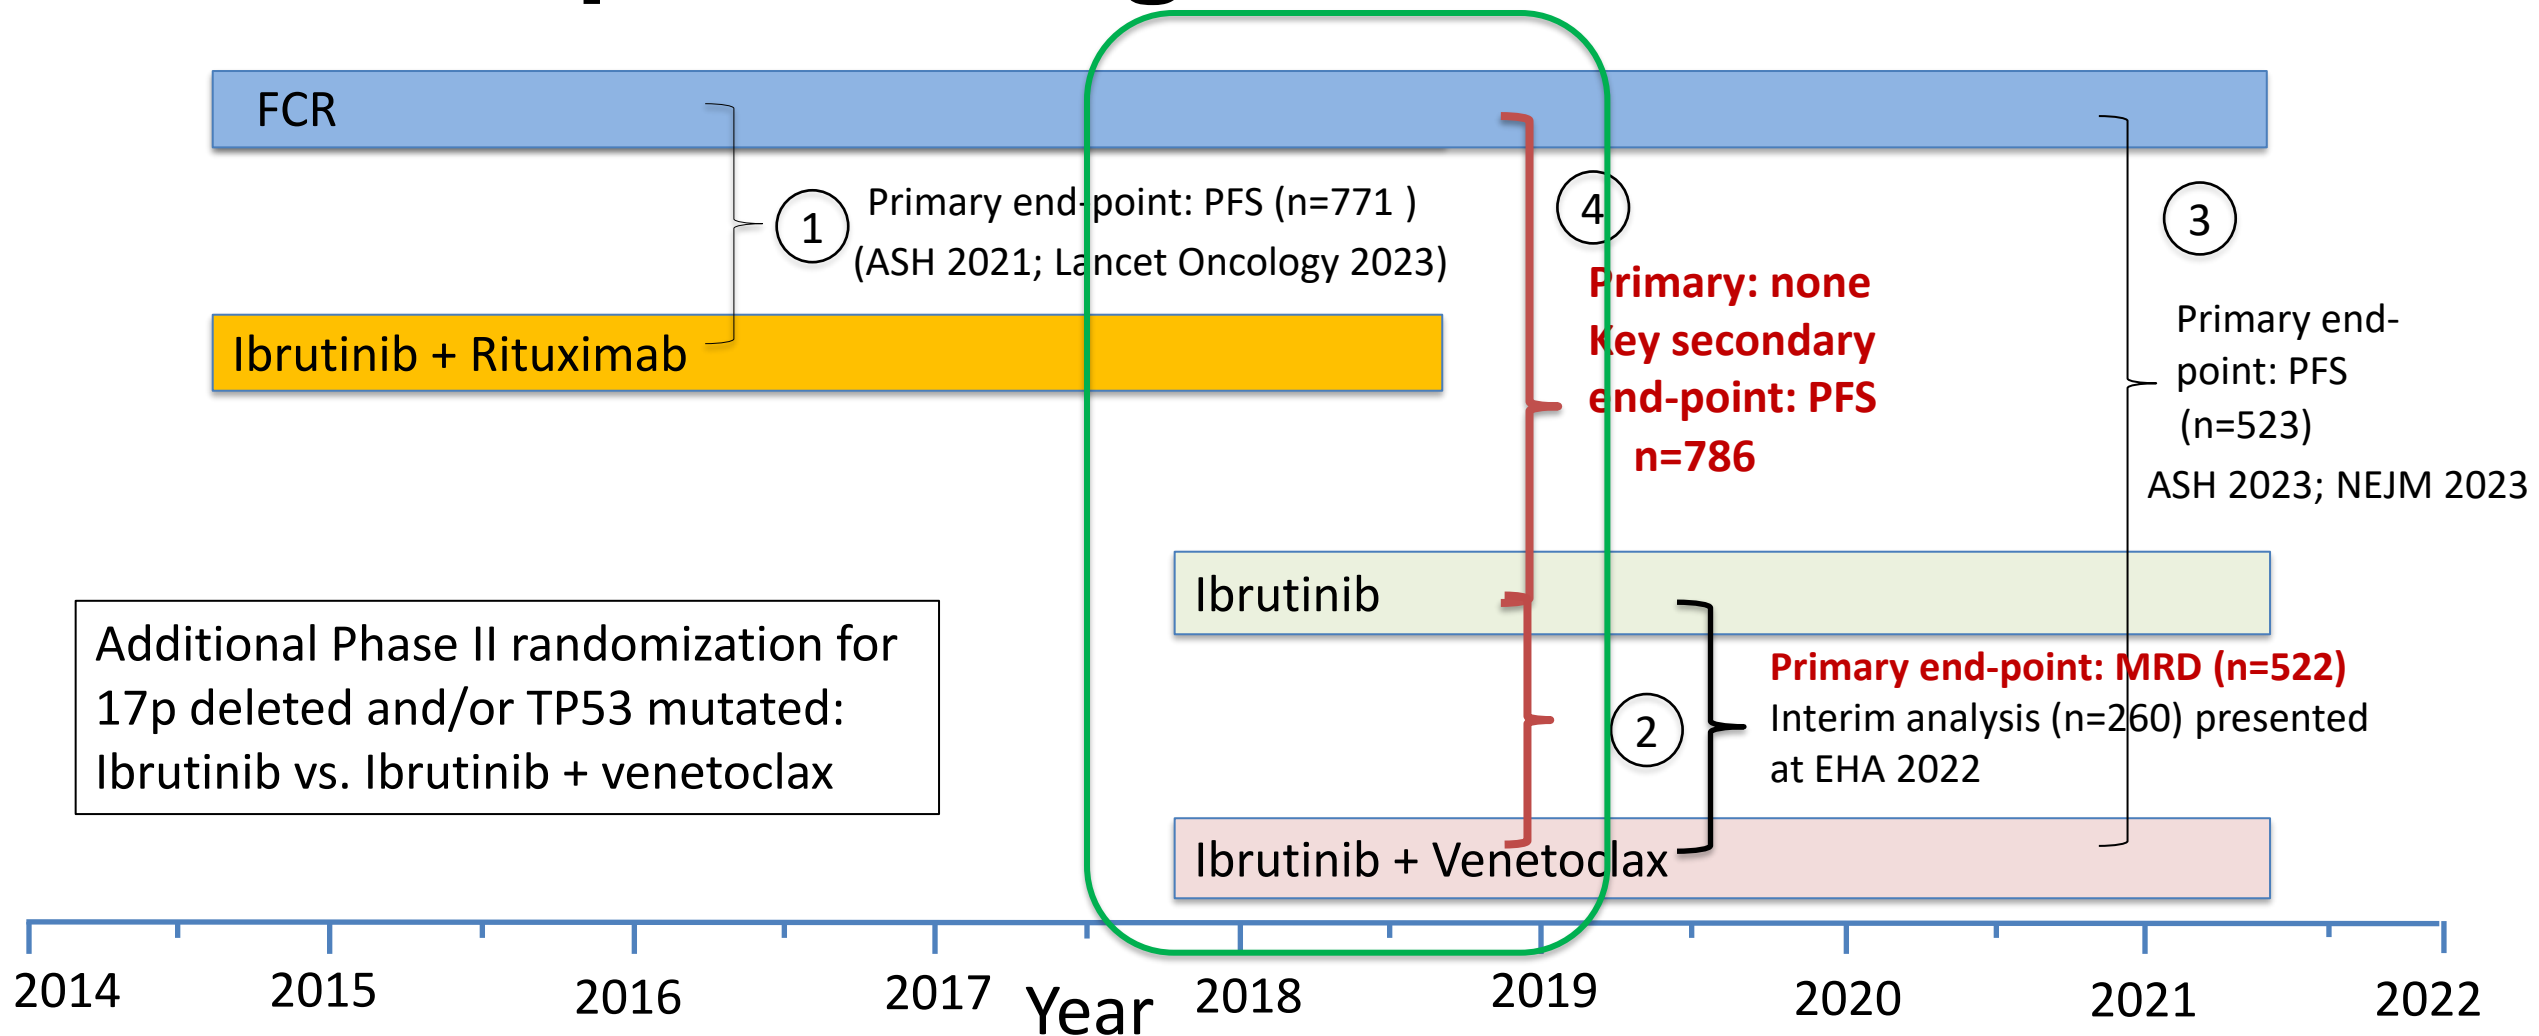 FCR
1
Primary end-point: PFS (n=771 )
(ASH 2021; Lancet Oncology 2023)
4
3
Primary: none
Key secondary
end-point: PFS
n=786
Primary end-
point: PFS
(n=523)
ASH 2023; NEJM 2023
Ibrutinib + Rituximab
Ibrutinib
Additional Phase II randomization for
17p deleted and/or TP53 mutated:
Ibrutinib vs. Ibrutinib + venetoclax
2
Primary end-point: MRD (n=522)
Interim analysis (n=260) presented
at EHA 2022
Ibrutinib + Venetoclax
2014 2015 2016 2017 2018 2019 2020 2021 2022
Year